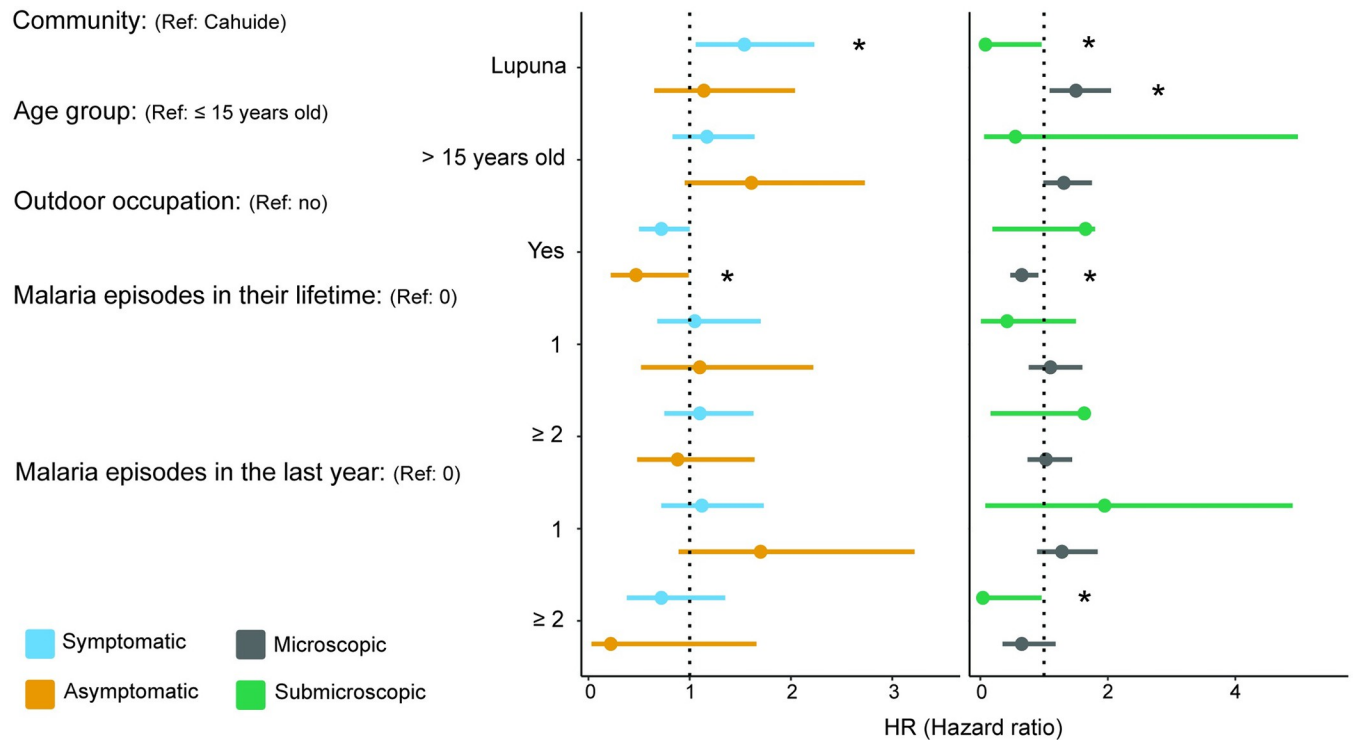 Community: (Ref: Cahuide)
*
*
Lupuna
*
Age group: (Ref: ≤ 15 years old)
> 15 years old
Outdoor occupation: (Ref: no)
Yes
*
*
Malaria episodes in their lifetime: (Ref: 0)
1
≥ 2
Malaria episodes in the last year: (Ref: 0)
1
*
≥ 2
Symptomatic
Microscopic
Asymptomatic
Submicroscopic
0 1 2 3
0 2 4
HR (Hazard ratio)